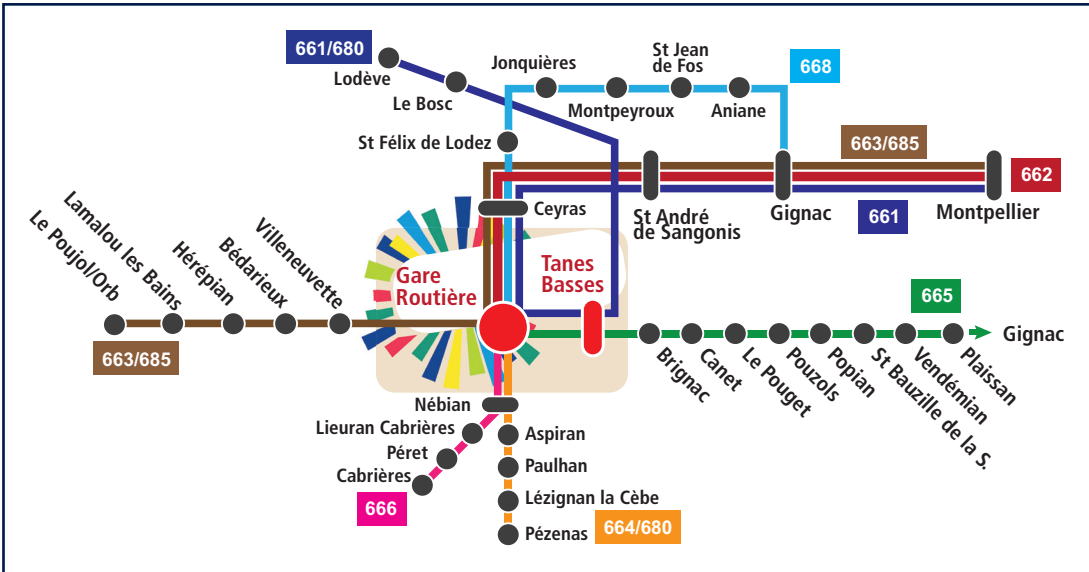 661/680
Lodève
Le Bosc
Jonquières
St Jean
de Fos
668
Montpeyroux
Aniane
St Félix de Lodez
663/685
662
Ceyras
St André
de Sangonis
Gignac
661
Montpellier
Le Poujol/Orb
Lamalou les Bains
Hérépian
Bédarieux
Villeneuvette
Gare
Routière
Tanes
Basses
665
Gignac
663/685
Brignac
Canet
Le Pouget
Pouzols
Popian
St Bauzille de la S.
Vendémian
Plaissan
Nébian
Lieuran Cabrières
Péret
Cabrières
666
Aspiran
Paulhan
Lézignan la Cèbe
Pézenas
664/680